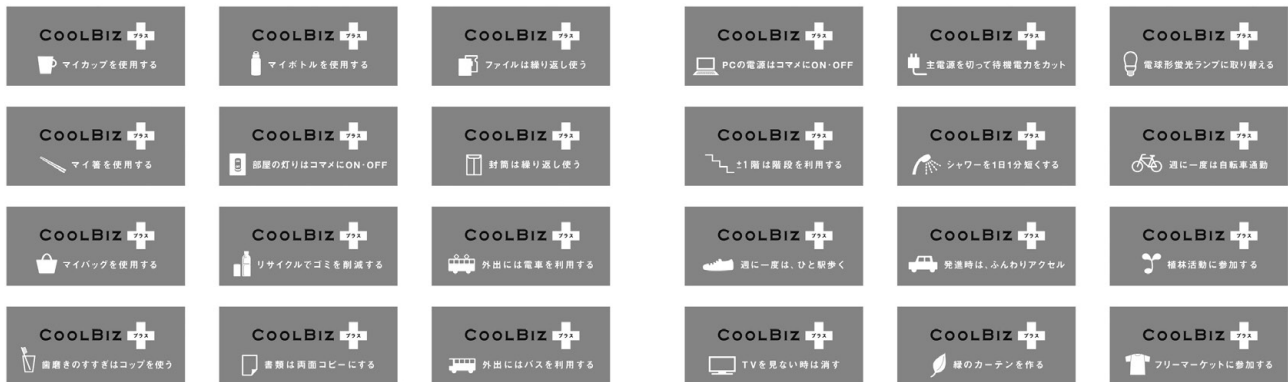 COOLBIZ プラス
マイカップを使用する
COOLBIZ プラス
マイボトルを使用する
COOLBIZ プラス
ファイルは繰り返し使う
COOLBIZ プラス
PCの電源はコマメにON・OFF
COOLBIZ プラス
主電源を切って待機電力をカット
COOLBIZ プラス
電球形蛍光ランプに取り替える
COOLBIZ プラス
マイ箸を使用する
COOLBIZ プラス
部屋の灯りはコマメにON・OFF
COOLBIZ プラス
封筒は繰り返し使う
COOLBIZ プラス
±1階は階段を利用する
COOLBIZ プラス
シャワーを1日1分短くする
COOLBIZ プラス
週に一度は自転車通勤
COOLBIZ プラス
マイバッグを使用する
COOLBIZ プラス
リサイクルでゴミを削減する
COOLBIZ プラス
外出には電車を利用する
COOLBIZ プラス
週に一度は、ひと駅歩く
COOLBIZ プラス
発進時は、ふんわりアクセル
COOLBIZ プラス
植林活動に参加する
COOLBIZ プラス
歯磨きのすすぎはコップを使う
COOLBIZ プラス
書類は両面コピーにする
COOLBIZ プラス
外出にはバスを利用する
COOLBIZ プラス
TVを見ない時は消す
COOLBIZ プラス
緑のカーテンを作る
COOLBIZ プラス
フリーマーケットに参加する